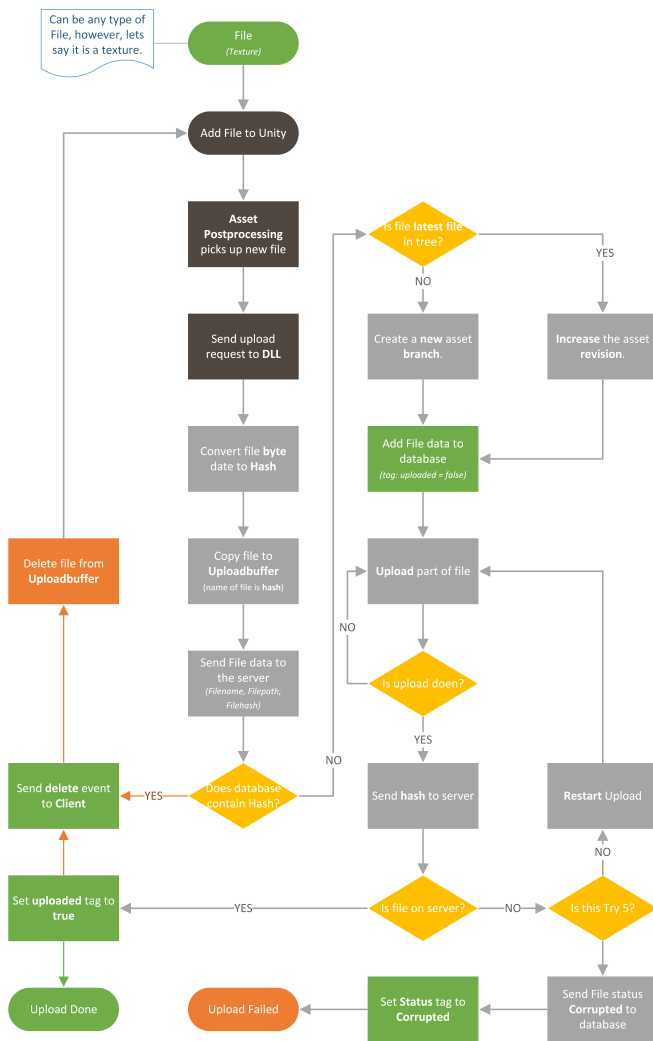 Can be any type of
File, however, lets
say it is a texture.
File
(Texture)
Add File to Unity
Asset
Postprocessing
picks up new file
Send upload
request to DLL
Convert file byte
date to Hash
Copy file to
Uploadbuffer
(name of file is hash)
Send File data to
the server
(Filename, Filepath,
Filehash)
Does database
contain Hash?
YES
NO
Send delete event
to Client
Delete file from
Uploadbuffer
Is file latest file
in tree?
NO
YES
Create a new asset
branch.
Increase the asset
revision.
Add File data to
database
(tag: uploaded = false)
Upload part of file
NO
Is upload doen?
YES
Send hash to server
Restart Upload
NO
Is file on server?
YES
NO
Is this Try 5?
Set uploaded tag to
true
Upload Done
Upload Failed
Set Status tag to
Corrupted
Send File status
Corrupted to
database